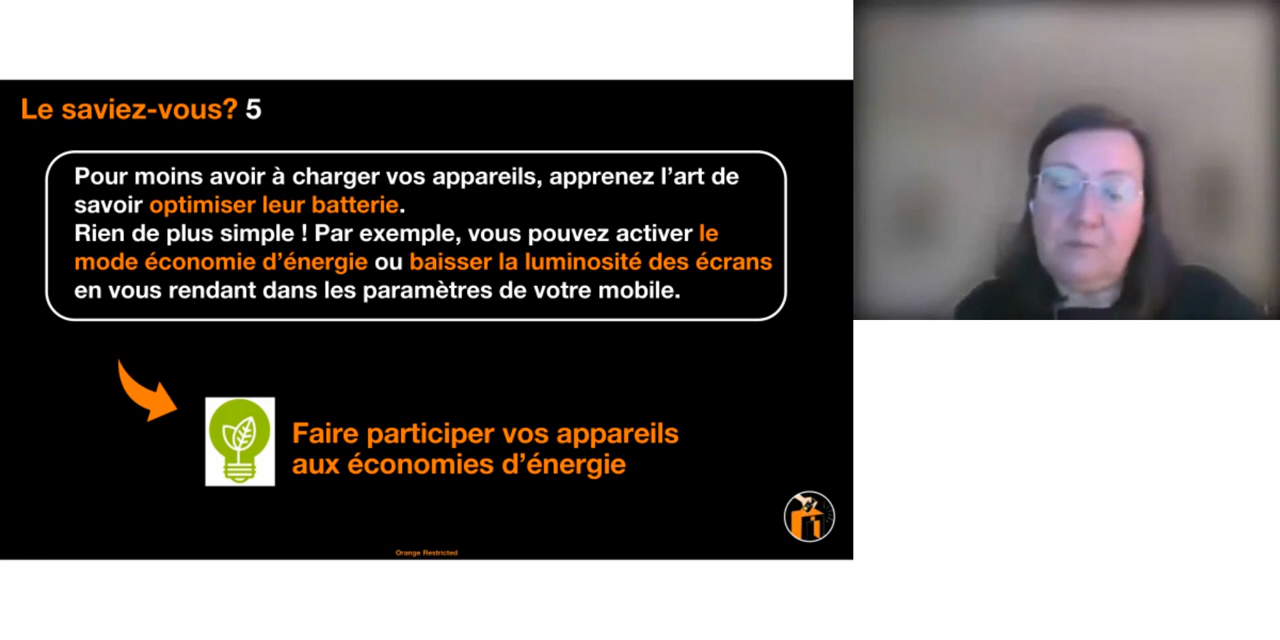 Le saviez-vous? 5
Pour moins avoir à charger vos appareils, apprenez l’art de
savoir optimiser leur batterie.
Rien de plus simple ! Par exemple, vous pouvez activer le
mode économie d’énergie ou baisser la luminosité des écrans
en vous rendant dans les paramètres de votre mobile.
Faire participer vos appareils
aux économies d’énergie
Orange Restricted